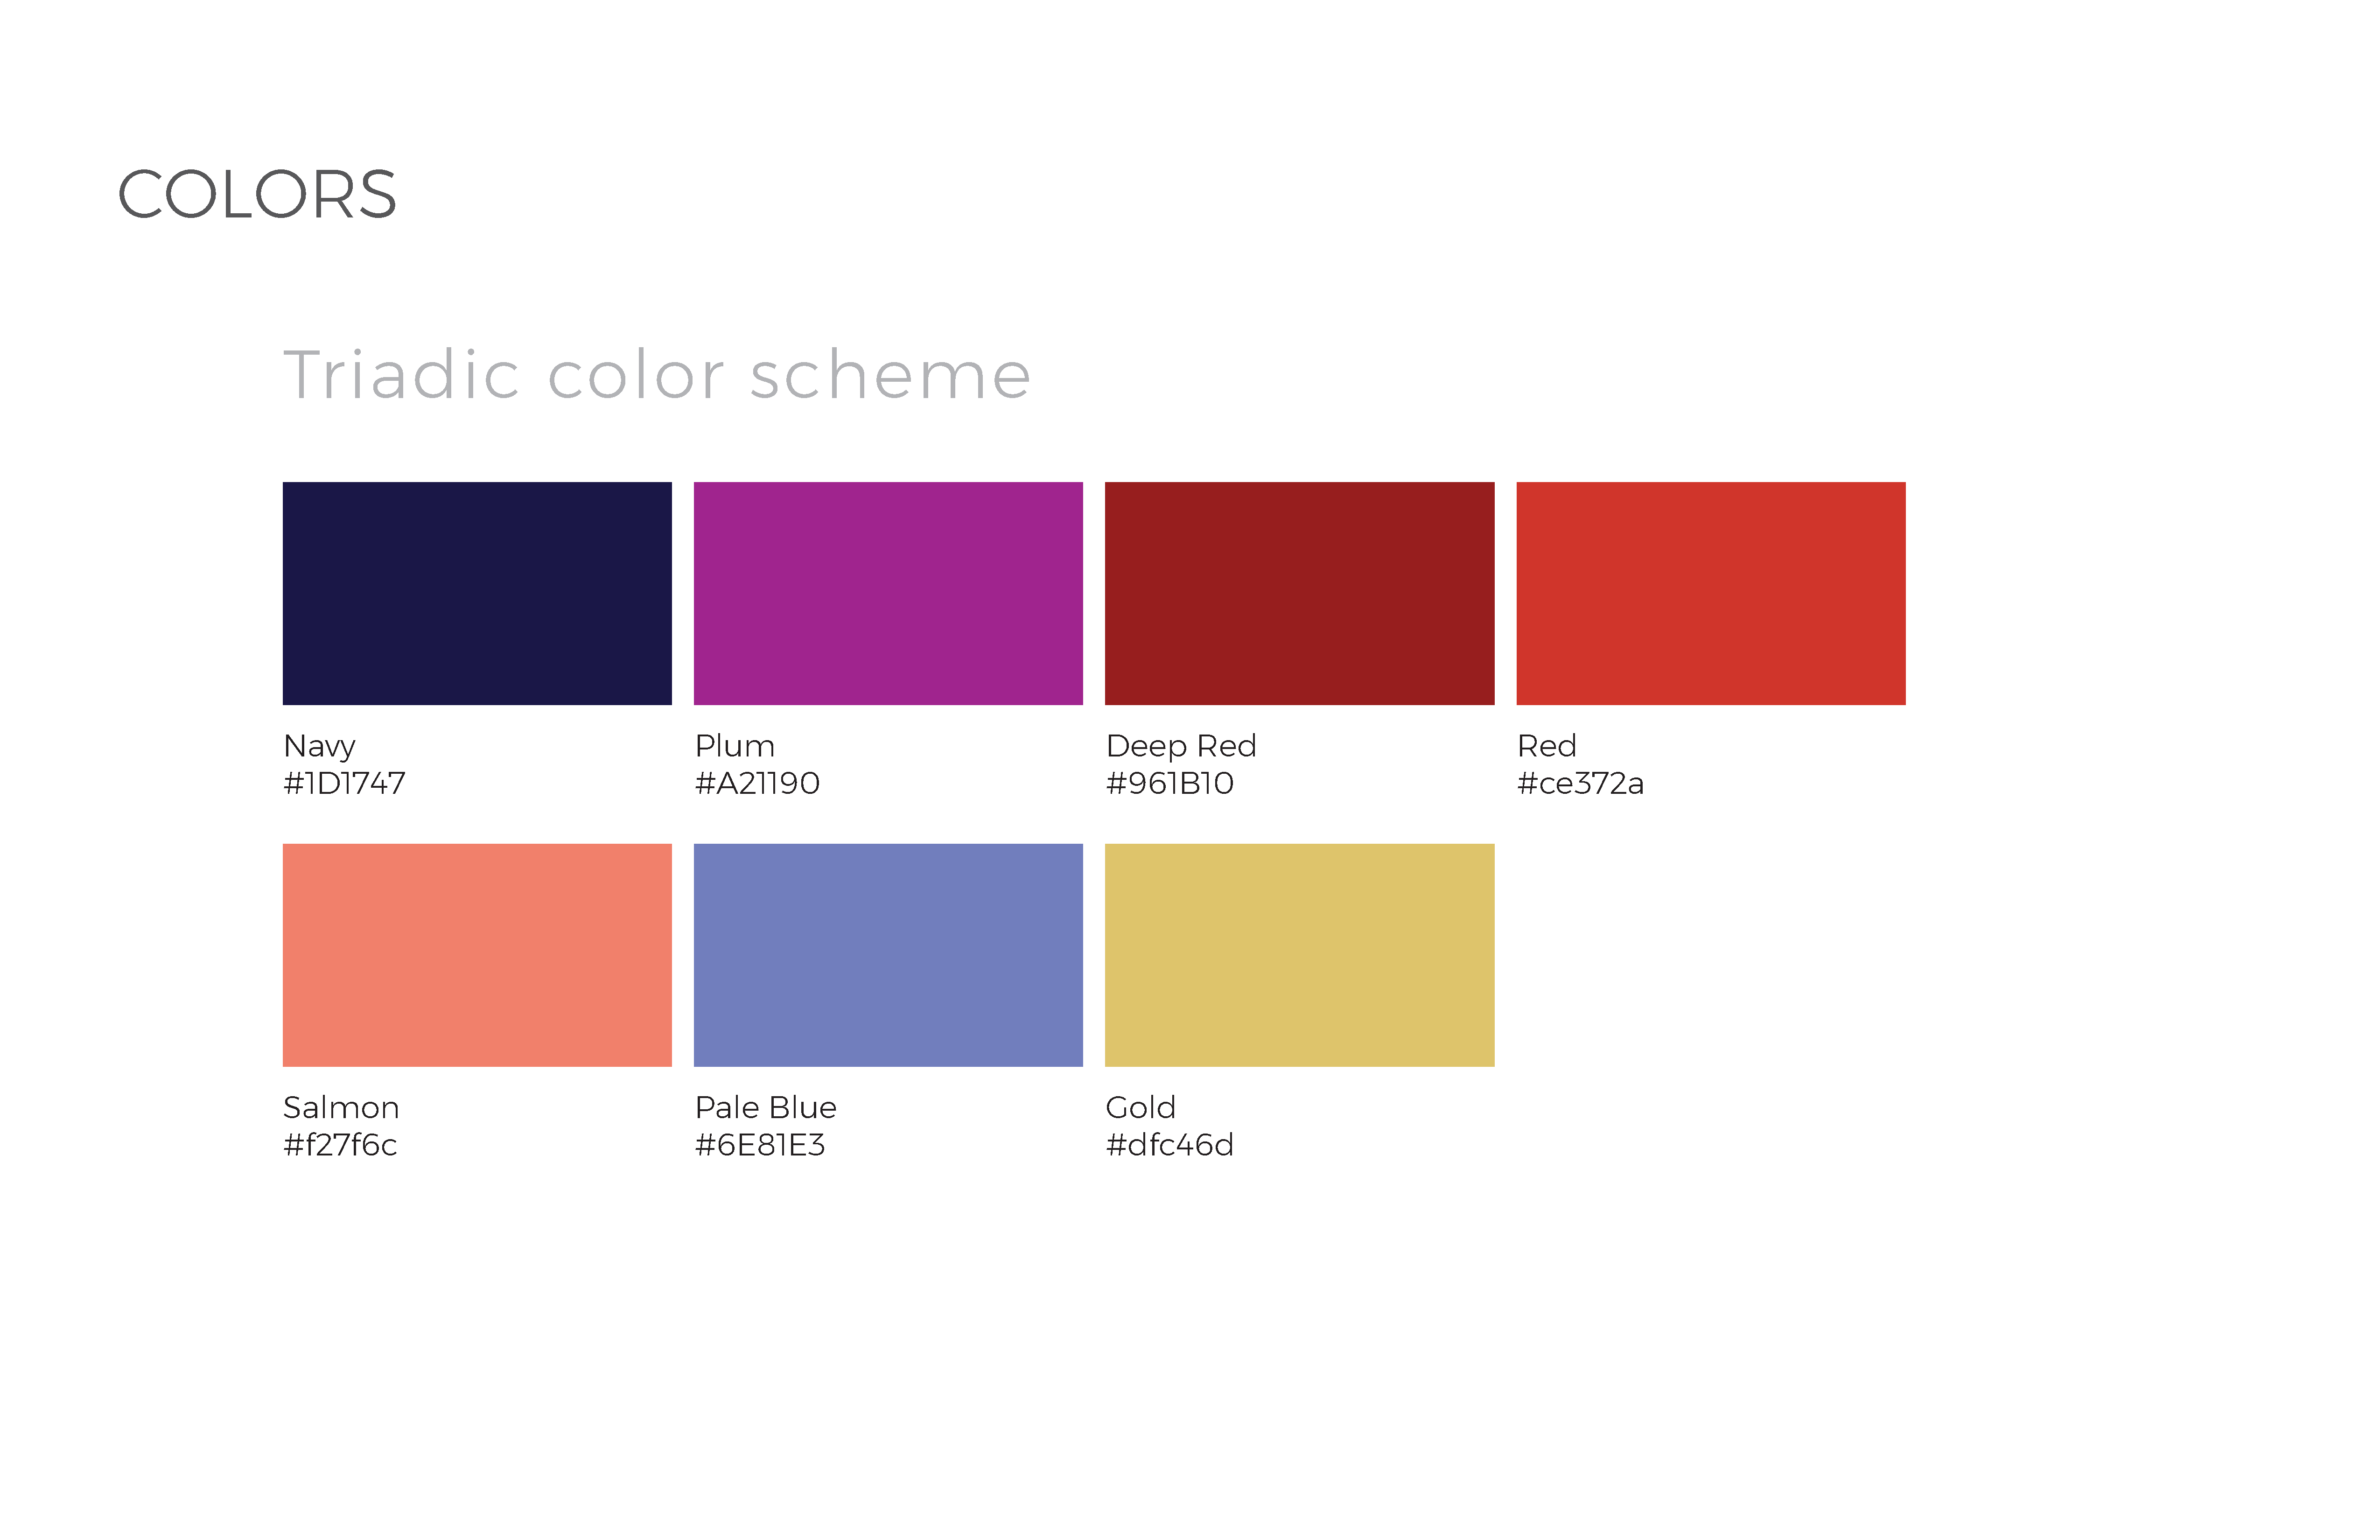 COLORS
Triadic color scheme
Navy
#1D1747
Plum
#A21190
Deep Red
#961B10
Red
#ce372a
Salmon
#f27f6c
Pale Blue
#6E81E3
Gold
#dfc46d